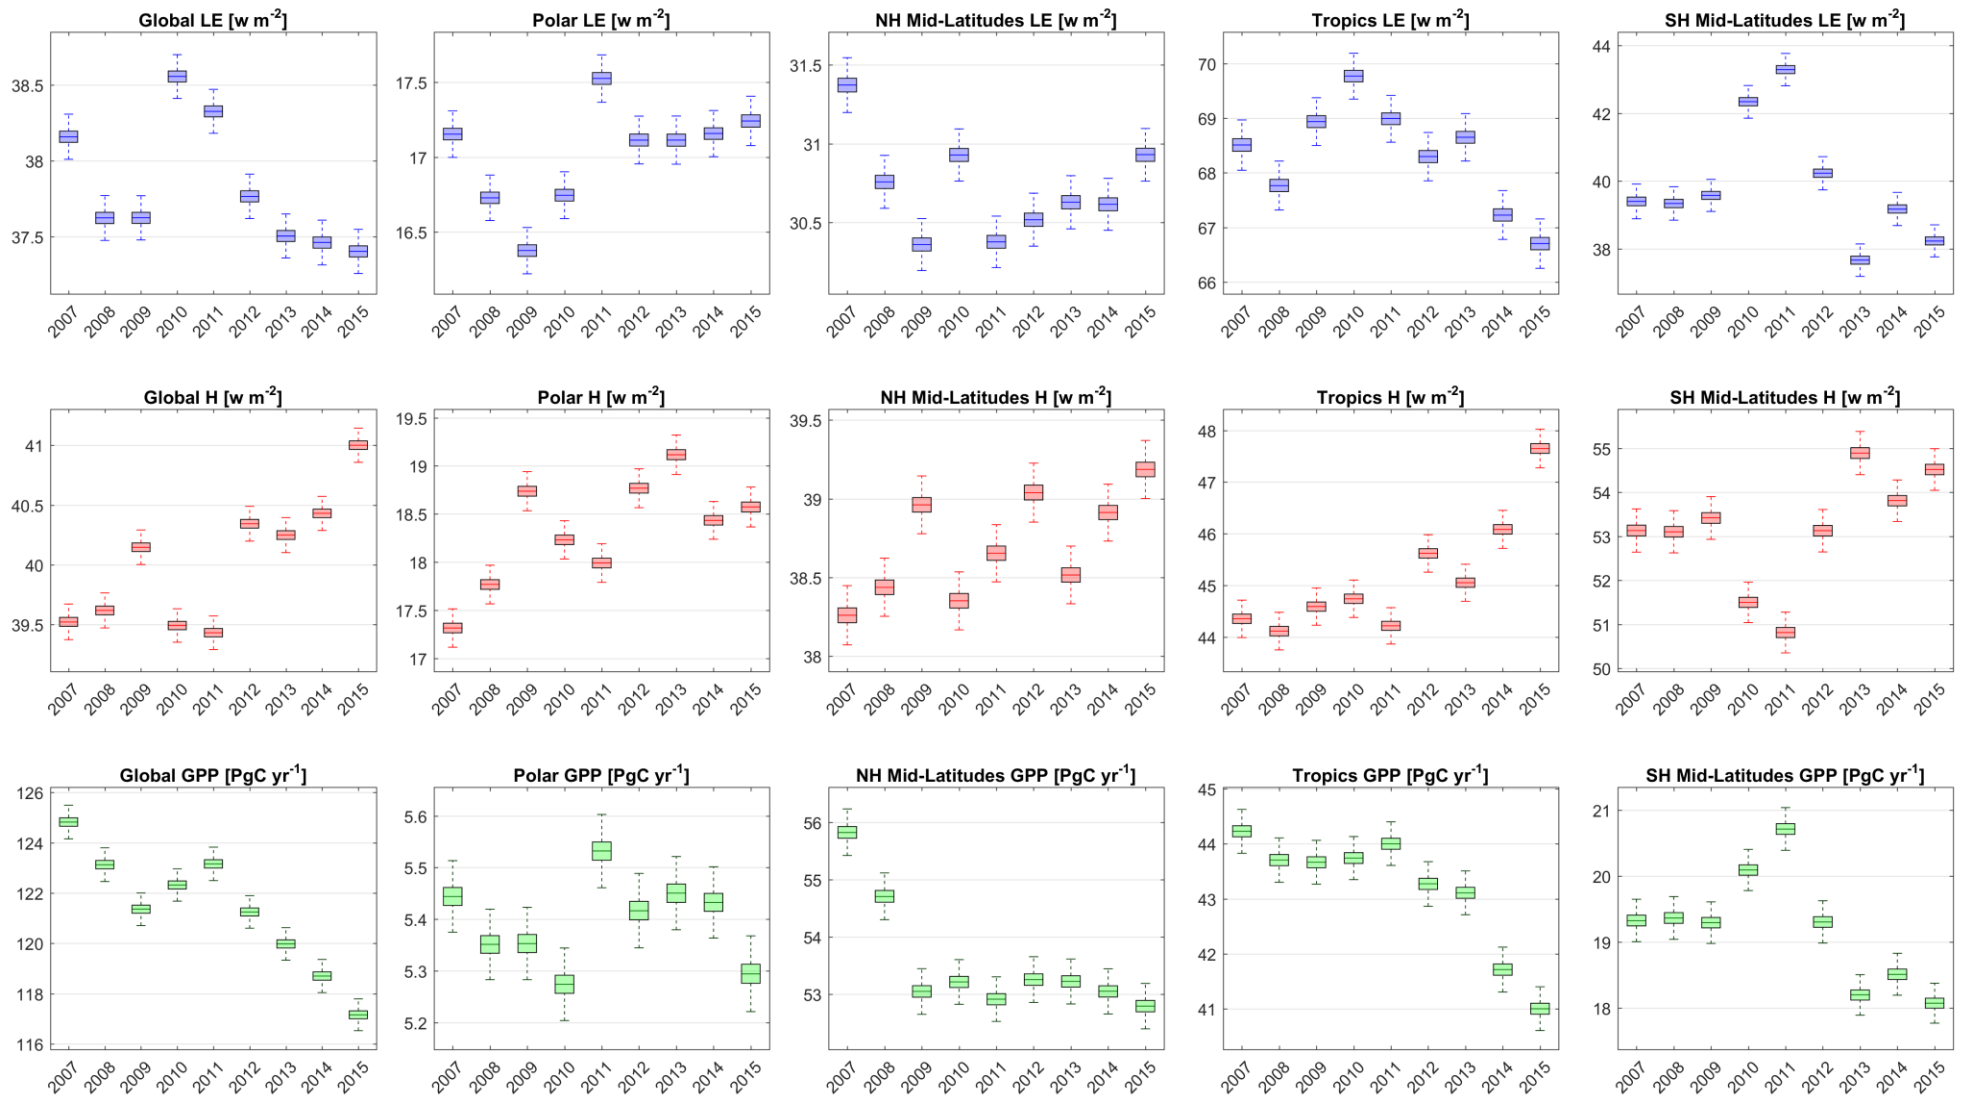 Global LE [w m-2]
38.5
38
37.5
2007 2008 2009 2010 2011 2012 2013 2014 2015
Polar LE [w m-2]
17.5
17
16.5
2007 2008 2009 2010 2011 2012 2013 2014 2015
NH Mid-Latitudes LE [w m-2]
31.5
31
30.5
2007 2008 2009 2010 2011 2012 2013 2014 2015
Tropics LE [w m-2]
70
69
68
67
66
2007 2008 2009 2010 2011 2012 2013 2014 2015
SH Mid-Latitudes LE [w m-2]
44
42
40
38
2007 2008 2009 2010 2011 2012 2013 2014 2015
Global H [w m-2]
41
40.5
40
39.5
2007 2008 2009 2010 2011 2012 2013 2014 2015
Polar H [w m-2]
19.5
19
18.5
18
17.5
17
2007 2008 2009 2010 2011 2012 2013 2014 2015
NH Mid-Latitudes H [w m-2]
39.5
39
38.5
38
2007 2008 2009 2010 2011 2012 2013 2014 2015
Tropics H [w m-2]
48
47
46
45
44
2007 2008 2009 2010 2011 2012 2013 2014 2015
SH Mid-Latitudes H [w m-2]
55
54
53
52
51
50
2007 2008 2009 2010 2011 2012 2013 2014 2015
Global GPP [PgC yr-1]
126
124
122
120
118
116
2007 2008 2009 2010 2011 2012 2013 2014 2015
Polar GPP [PgC yr-1]
5.6
5.5
5.4
5.3
5.2
2007 2008 2009 2010 2011 2012 2013 2014 2015
NH Mid-Latitudes GPP [PgC yr-1]
56
55
54
53
2007 2008 2009 2010 2011 2012 2013 2014 2015
Tropics GPP [PgC yr-1]
45
44
43
42
41
2007 2008 2009 2010 2011 2012 2013 2014 2015
SH Mid-Latitudes GPP [PgC yr-1]
21
20
19
18
2007 2008 2009 2010 2011 2012 2013 2014 2015